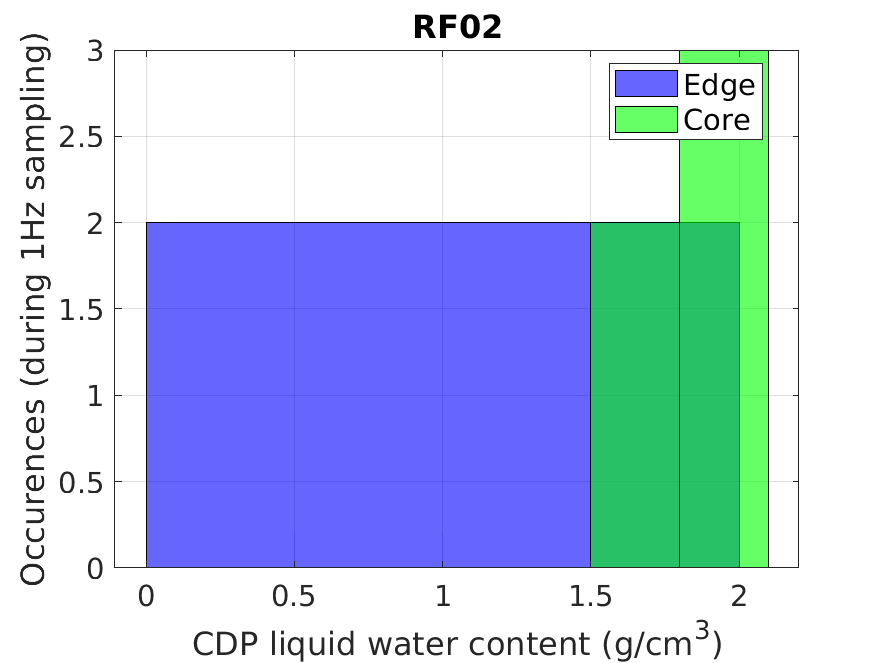 RF02
Occurences (during 1Hz sampling)
3
2.5
2
1.5
1
0.5
0
Edge
Core
0 0.5 1 1.5 2
CDP liquid water content (g/cm³)